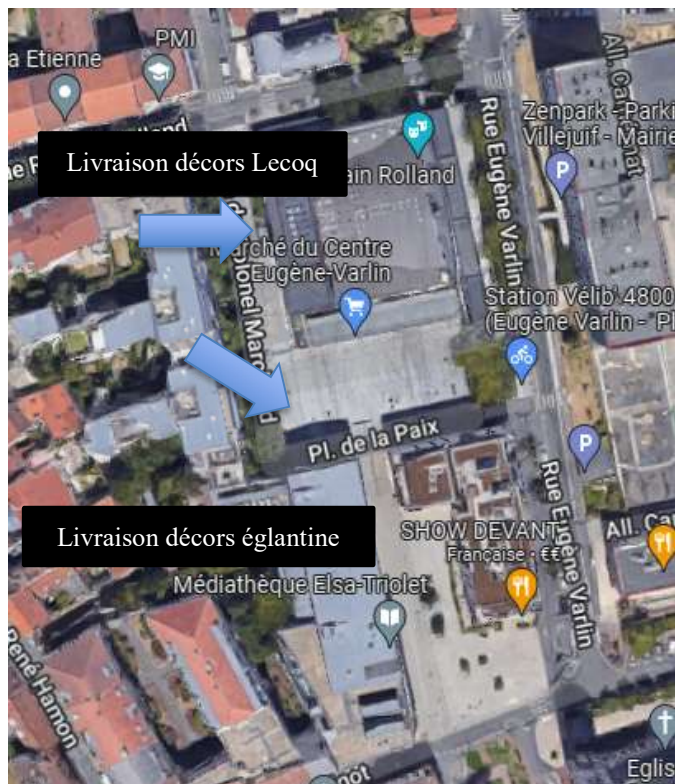 PMI
a Etienne
Zenpark - Parki
Villejuif - Mairie
Livraison décors Lecoq
ain Rolland
Rue Eugène Varlin
Marché du Centre
Eugène-Varlin
Station Vélib' 4800
(Eugène Varlin - "Pl
Pl. de la Paix
P
P
Rue Eugène Varlin
Livraison décors églantine
SHOW DEVANT
Française · €€
Médiathèque Elsa-Triolet
René Hamon
Eglis